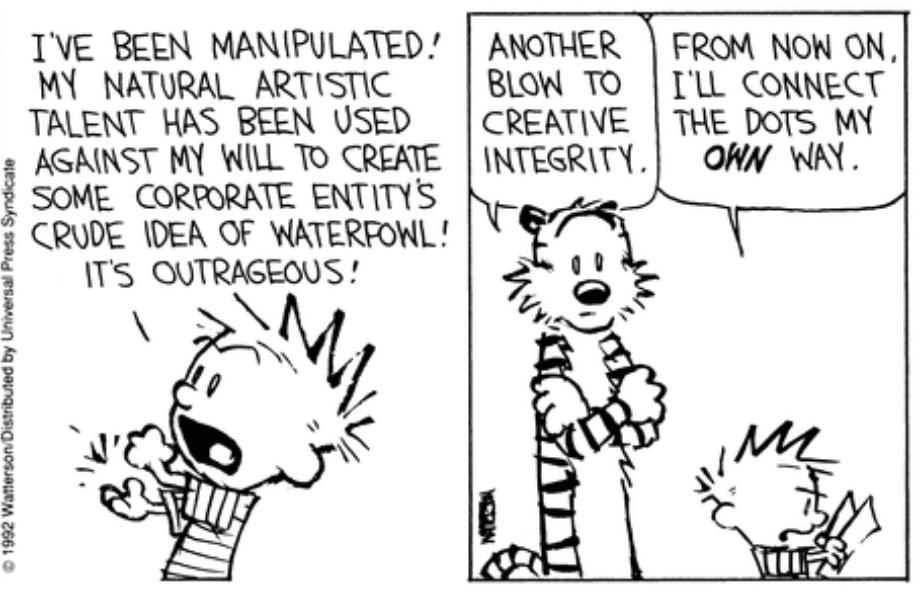 I'VE BEEN MANIPULATED!
MY NATURAL ARTISTIC
TALENT HAS BEEN USED
AGAINST MY WILL TO CREATE
SOME CORPORATE ENTITY'S
CRUDE IDEA OF WATERFOWL!
IT'S OUTRAGEOUS!
ANOTHER
BLOW TO
CREATIVE
INTEGRITY.
FROM NOW ON,
I'LL CONNECT
THE DOTS MY
OWN WAY.
© 1992 Watterson/Distributed by Universal Press Syndicate